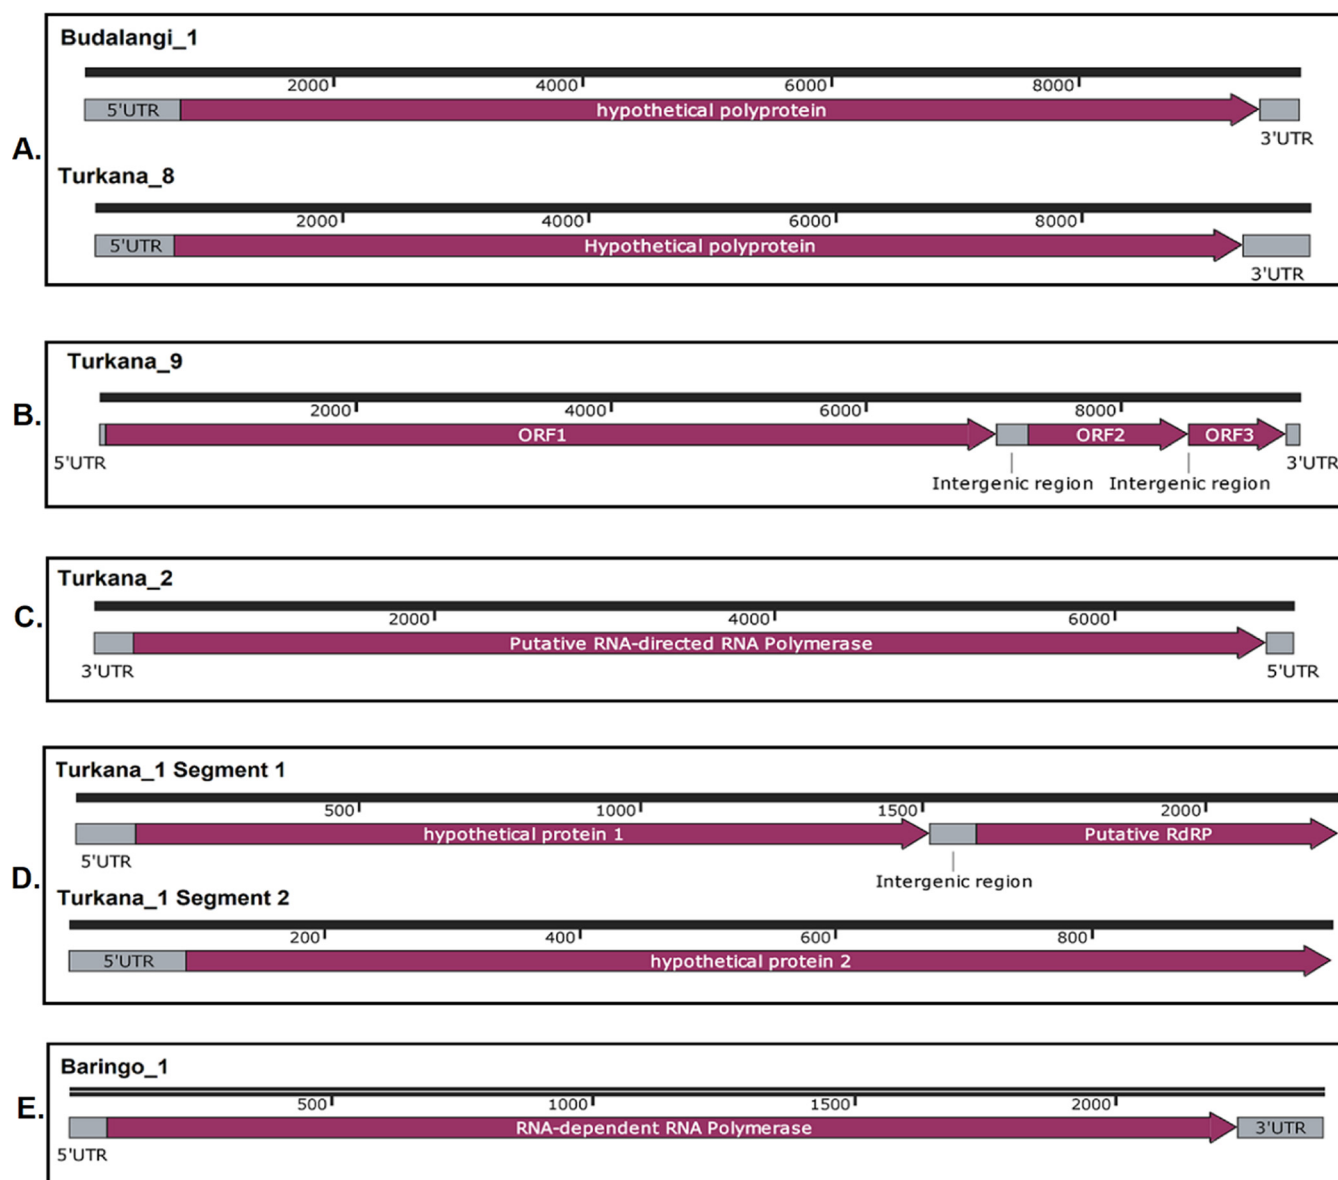 Budalangi_1
2000 4000 6000 8000
5'UTR hypothetical polyprotein
3'UTR
A.
Turkana_8
2000 4000 6000 8000
5'UTR Hypothetical polyprotein
3'UTR
Turkana_9
2000 4000 6000 8000
B.
ORF1 ORF2 ORF3
5'UTR 3'UTR
Intergenic region Intergenic region
Turkana_2
C.
2000 4000 6000
Putative RNA-directed RNA Polymerase
3'UTR 5'UTR
Turkana_1 Segment 1
500 1000 1500 2000
hypothetical protein 1 Putative RdRP
5'UTR
Intergenic region
D.
Turkana_1 Segment 2
200 400 600 800
5'UTR hypothetical protein 2
Baringo_1
E.
500 1000 1500 2000
RNA-dependent RNA Polymerase 3'UTR
5'UTR